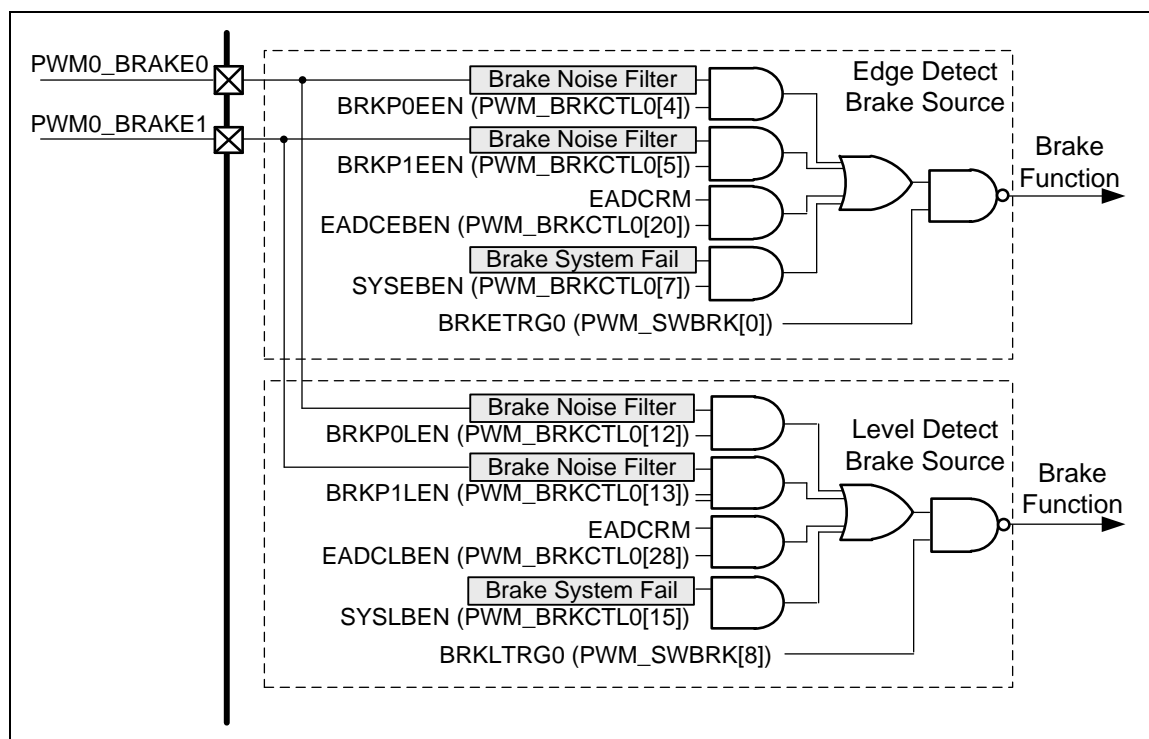 PWM0_BRAKE0
PWM0_BRAKE1
Brake Noise Filter
BRKP0EEN (PWM_BRKCTL0[4])
Brake Noise Filter
BRKP1EEN (PWM_BRKCTL0[5])
EADCRM
EADCEBEN (PWM_BRKCTL0[20])
Brake System Fail
SYSEBEN (PWM_BRKCTL0[7])
BRKETRG0 (PWM_SWBRK[0])
Edge Detect
Brake Source
Brake
Function
Brake Noise Filter
BRKP0LEN (PWM_BRKCTL0[12])
Brake Noise Filter
BRKP1LEN (PWM_BRKCTL0[13])
EADCRM
EADCLBEN (PWM_BRKCTL0[28])
Brake System Fail
SYSLBEN (PWM_BRKCTL0[15])
BRKLTRG0 (PWM_SWBRK[8])
Level Detect
Brake Source
Brake
Function